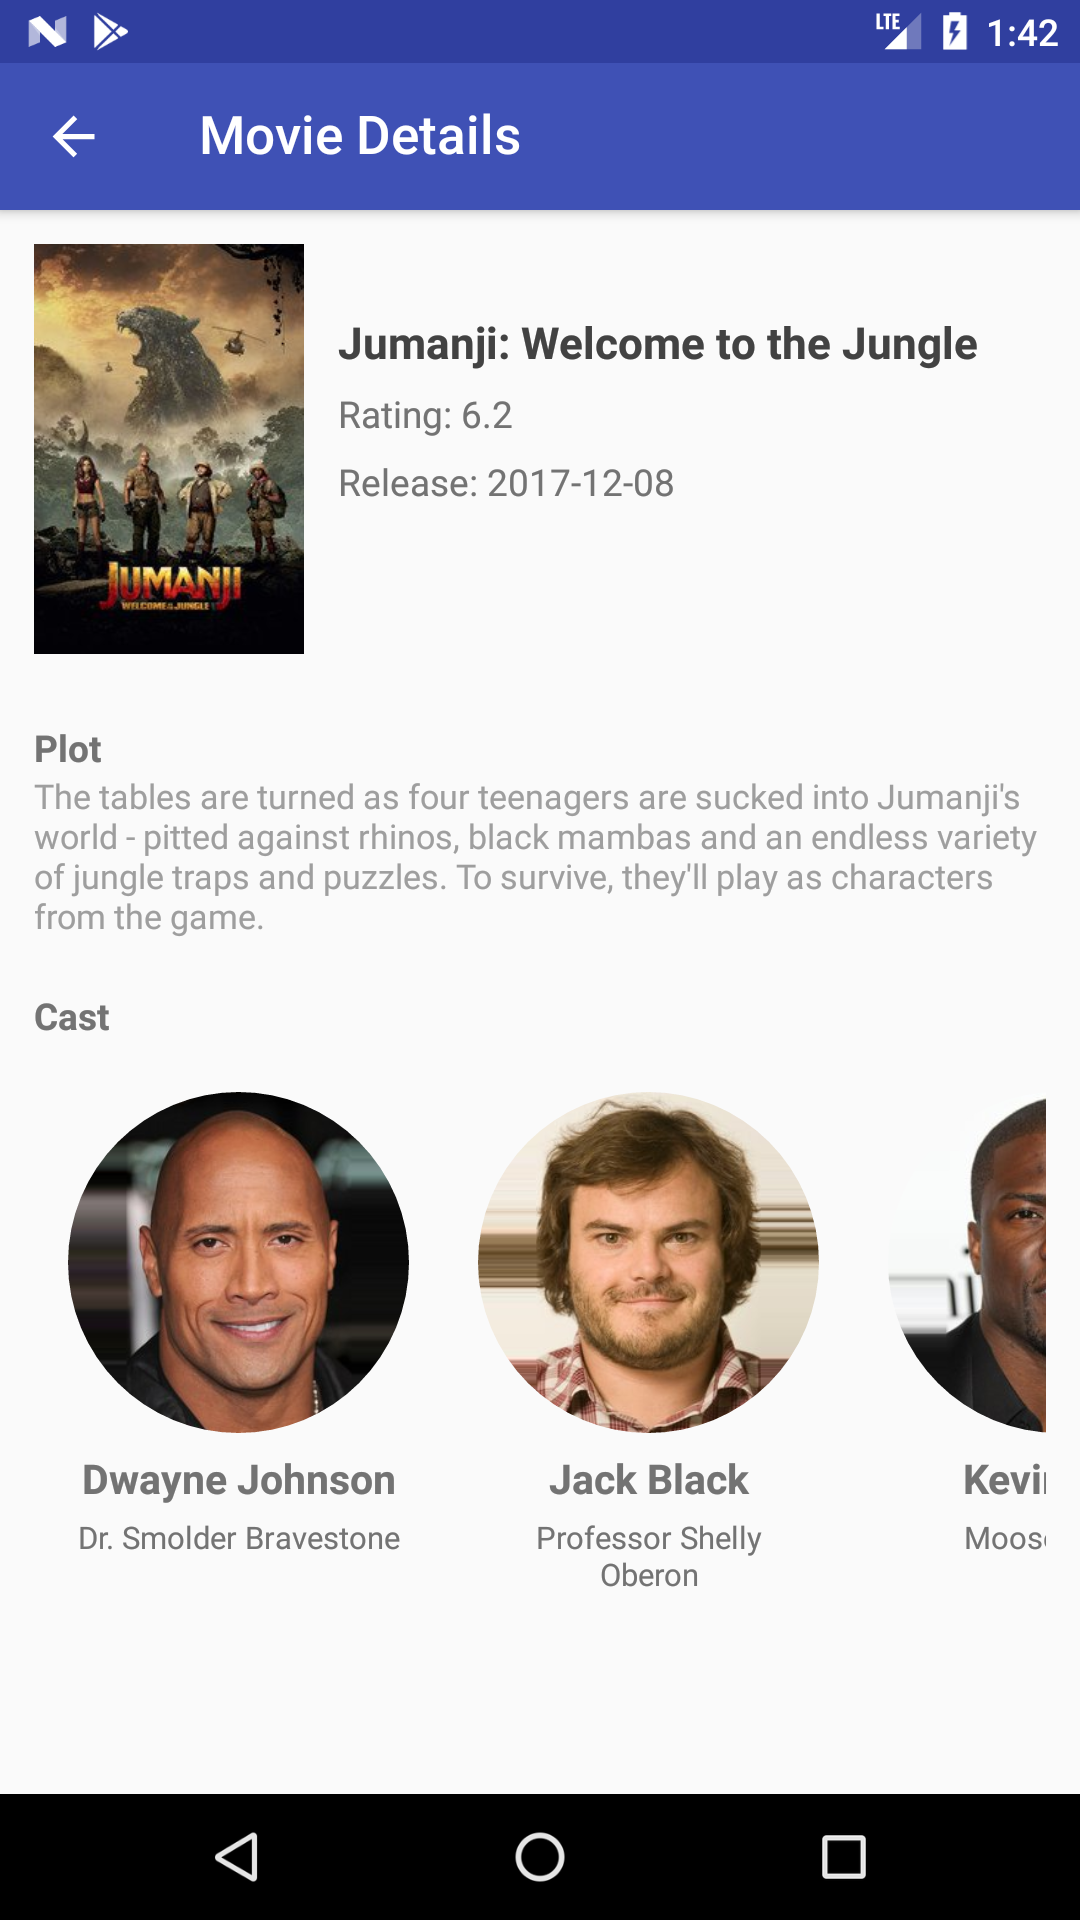 LTE 1:42
Movie Details
Jumanji: Welcome to the Jungle
Rating: 6.2
Release: 2017-12-08
JUMANJI
WELCOME TO THE JUNGLE
Plot
The tables are turned as four teenagers are sucked into Jumanji's
world - pitted against rhinos, black mambas and an endless variety
of jungle traps and puzzles. To survive, they'll play as characters
from the game.
Cast
Dwayne Johnson
Jack Black
Kevi
Dr. Smolder Bravestone
Professor Shelly
Oberon
Moos